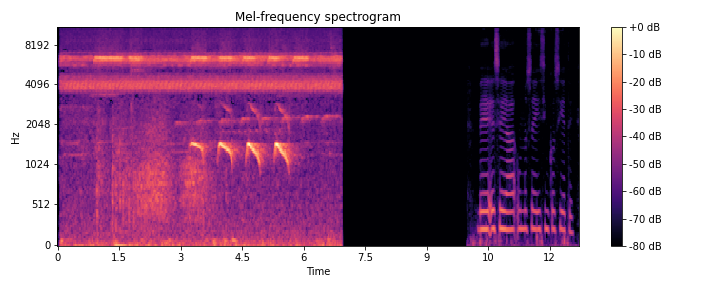 Mel-frequency spectrogram
Hz
8192
4096
2048
1024
512
0
0 1.5 3 4.5 6 7.5 9 10 12
Time
+0 dB
-10 dB
-20 dB
-30 dB
-40 dB
-50 dB
-60 dB
-70 dB
-80 dB